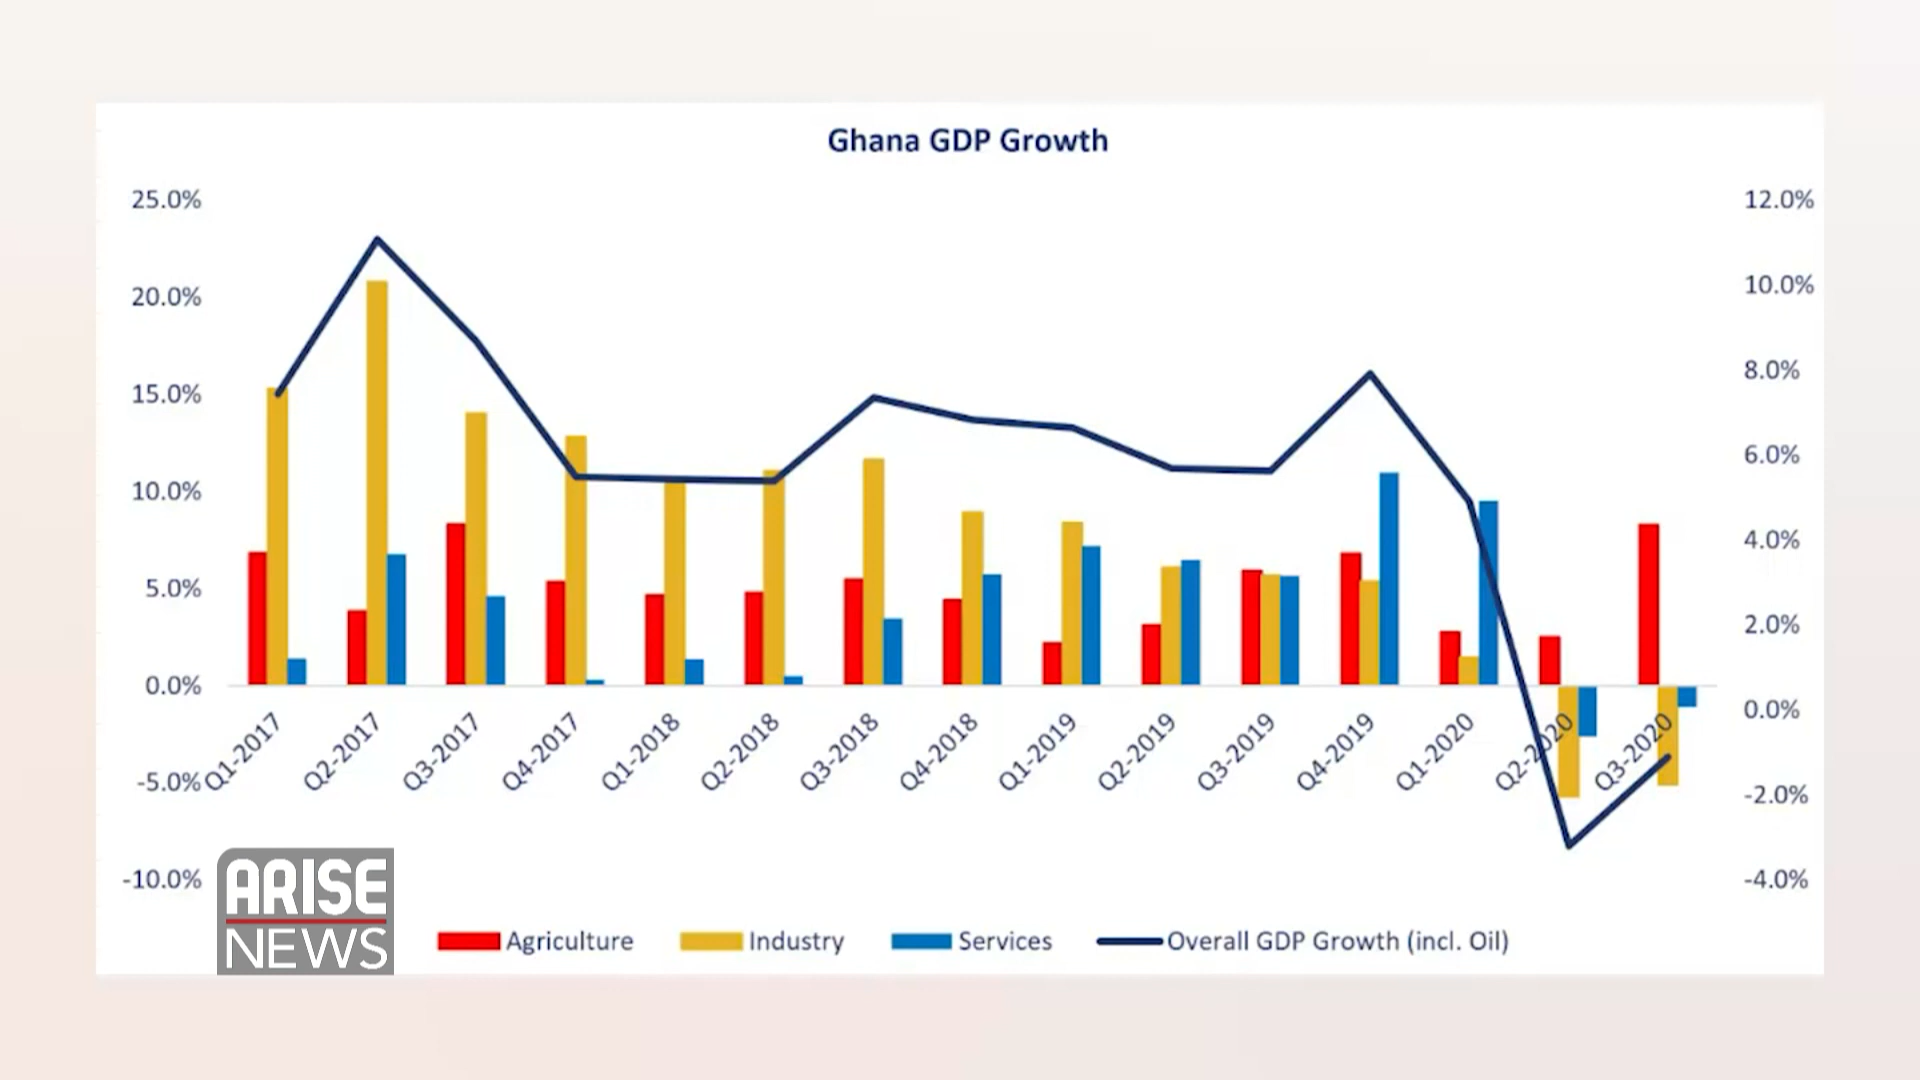 Ghana GDP Growth
25.0%
20.0%
15.0%
10.0%
5.0%
0.0%
-5.0%
-10.0%
12.0%
10.0%
8.0%
6.0%
4.0%
2.0%
0.0%
-2.0%
-4.0%
Q1-2017
Q2-2017
Q3-2017
Q4-2017
Q1-2018
Q2-2018
Q3-2018
Q4-2018
Q1-2019
Q2-2019
Q3-2019
Q4-2019
Q1-2020
Q2-2020
Q3-2020
Agriculture Industry Services Overall GDP Growth (incl. Oil)
ARISE
NEWS